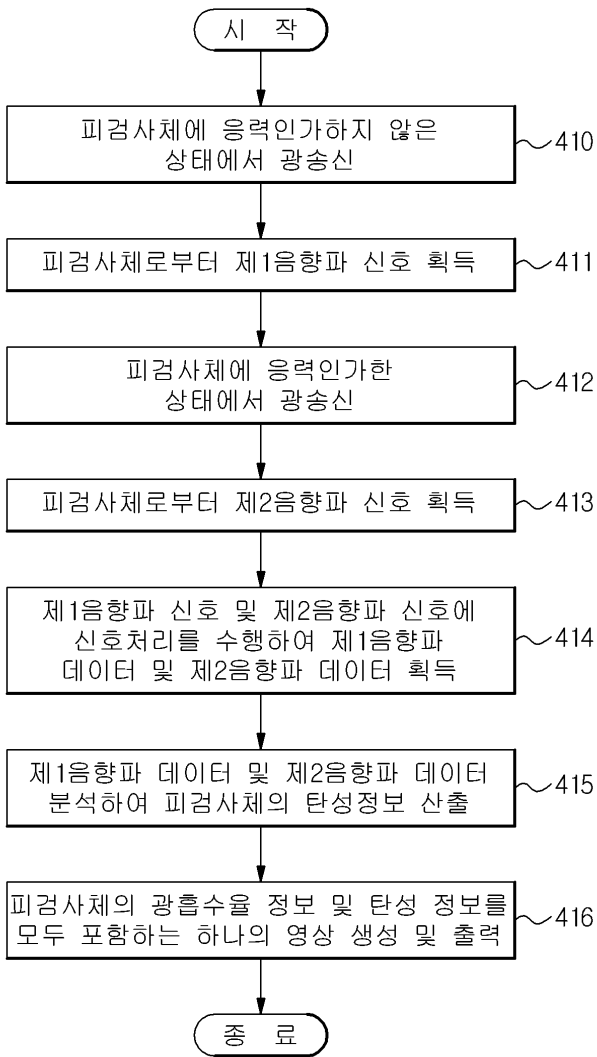 시 작
피검사체에 응력인가하지 않은
상태에서 광송신
410
피검사체로부터 제1음향파 신호 획득
411
피검사체에 응력인가한
상태에서 광송신
412
피검사체로부터 제2음향파 신호 획득
413
제1음향파 신호 및 제2음향파 신호에
신호처리를 수행하여 제1음향파
데이터 및 제2음향파 데이터 획득
414
제1음향파 데이터 및 제2음향파 데이터
분석하여 피검사체의 탄성정보 산출
415
피검사체의 광흡수율 정보 및 탄성 정보를
모두 포함하는 하나의 영상 생성 및 출력
416
종 료